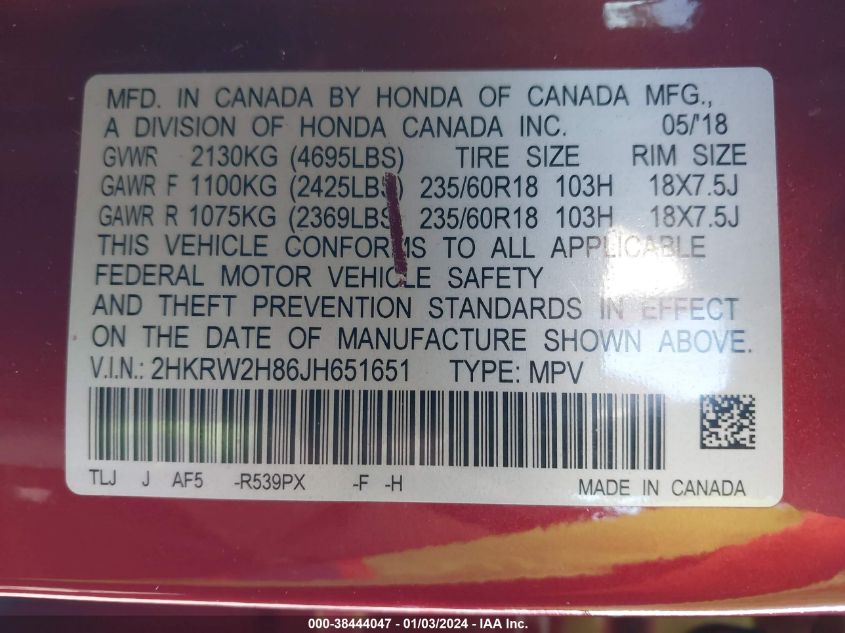 MFD. IN CANADA BY HONDA OF CANADA MFG.,
A DIVISION OF HONDA CANADA INC. 05/'18
GVWR 2130KG (4695LBS) TIRE SIZE RIM SIZE
GAWR F 1100KG (2425LBS) 235/60R18 103H 18X7.5J
GAWR R 1075KG (2369LBS 235/60R18 103H 18X7.5J
THIS VEHICLE CONFORMS TO ALL APPLICABLE
FEDERAL MOTOR VEHICLE SAFETY
AND THEFT PREVENTION STANDARDS IN EFFECT
ON THE DATE OF MANUFACTURE SHOWN ABOVE.
V.I.N.: 2HKRW2H86JH651651 TYPE: MPV
TLJ J AF5 -R539PX -F -H MADE IN CANADA
000-38444047 - 01/03/2024 - IAA Inc.